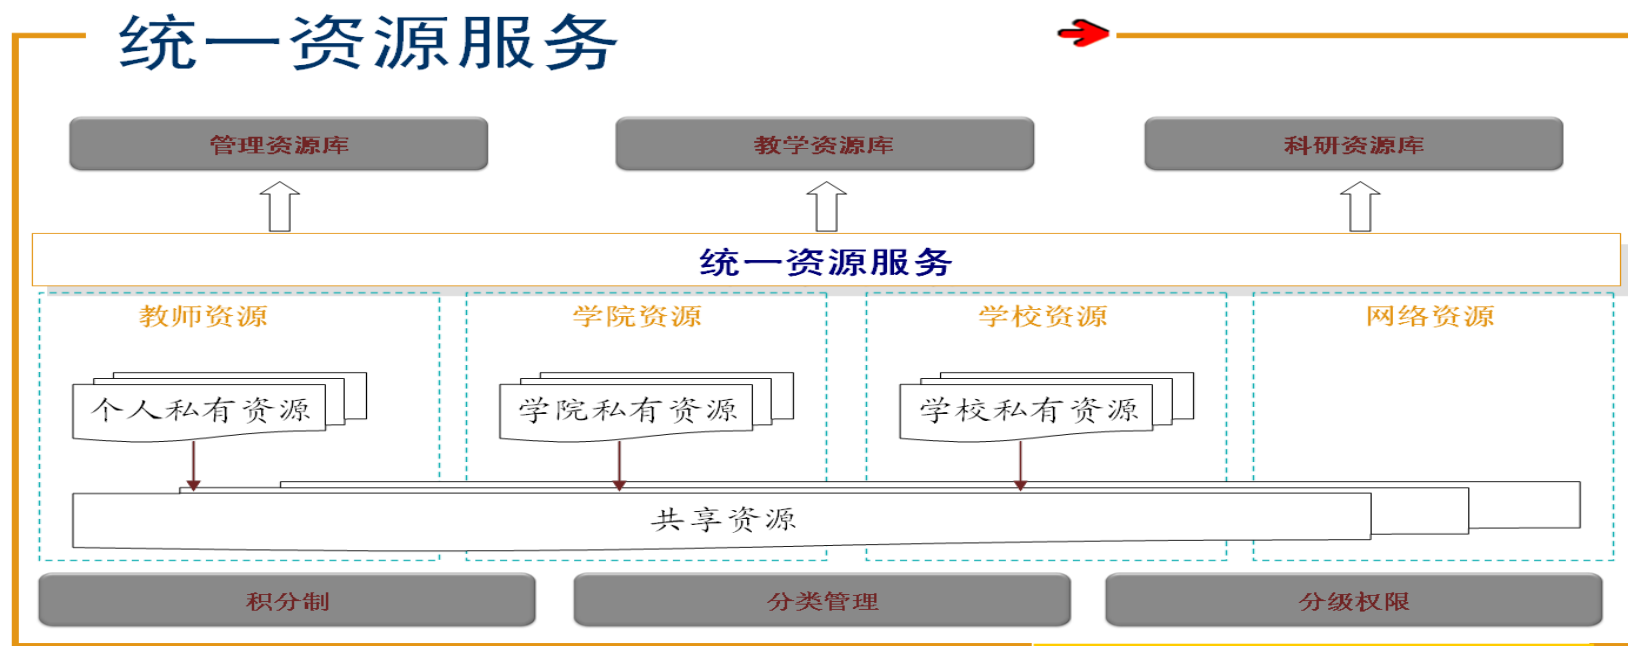 统一资源服务
管理资源库
教学资源库
科研资源库
统一资源服务
教师资源
学院资源
学校资源
网络资源
个人私有资源
学院私有资源
学校私有资源
共享资源
积分制
分类管理
分级权限